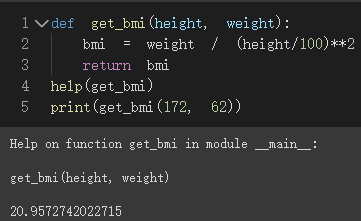 1 def get_bmi(height, weight):
2 bmi = weight / (height/100)**2
3 return bmi
4 help(get_bmi)
5 print(get_bmi(172, 62))
Help on function get_bmi in module __main__:
get_bmi(height, weight)
20.9572742022715